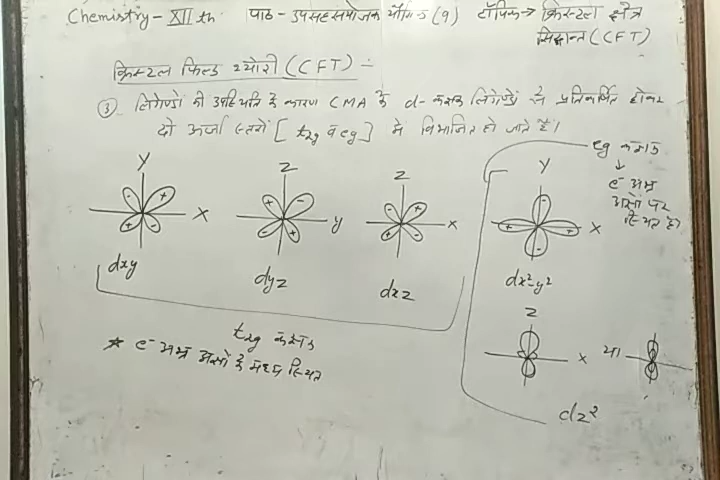 Chemistry - XII th पाठ - उपसहसंयोजक यौगिक (9) टॉपिक → क्रिस्टल क्षेत्र
सिद्धान्त (CFT)
क्रिस्टल फिल्ड थ्योरी (CFT) :-
③ लिगेण्डों की उपस्थिति के कारण CMA के d- कक्षक लिगेण्डों से प्रतिकर्षित होकर
दो ऊर्जा स्तरों [t₂g व eg] में विभाजित हो जाते है।
Y X
dxy
Z y
dyz
Z x
dxz
t₂g कक्षक
* e⁻ अभ्र अक्षों के मध्य स्थित
eg कक्षक
↓
e⁻ अभ्र
अक्षों पर
स्थित है।
Y X
dx²-y²
Z x या
dz²